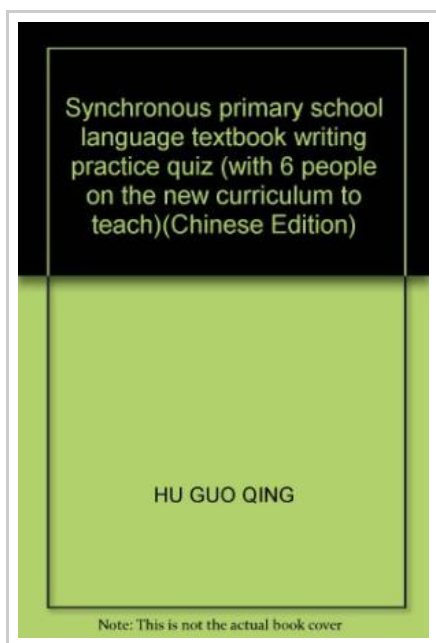 Synchronous primary school
language textbook writing
practice quiz (with 6 people
on the new curriculum to
teach)(Chinese Edition)
HU GUO QING
Note: This is not the actual book cover